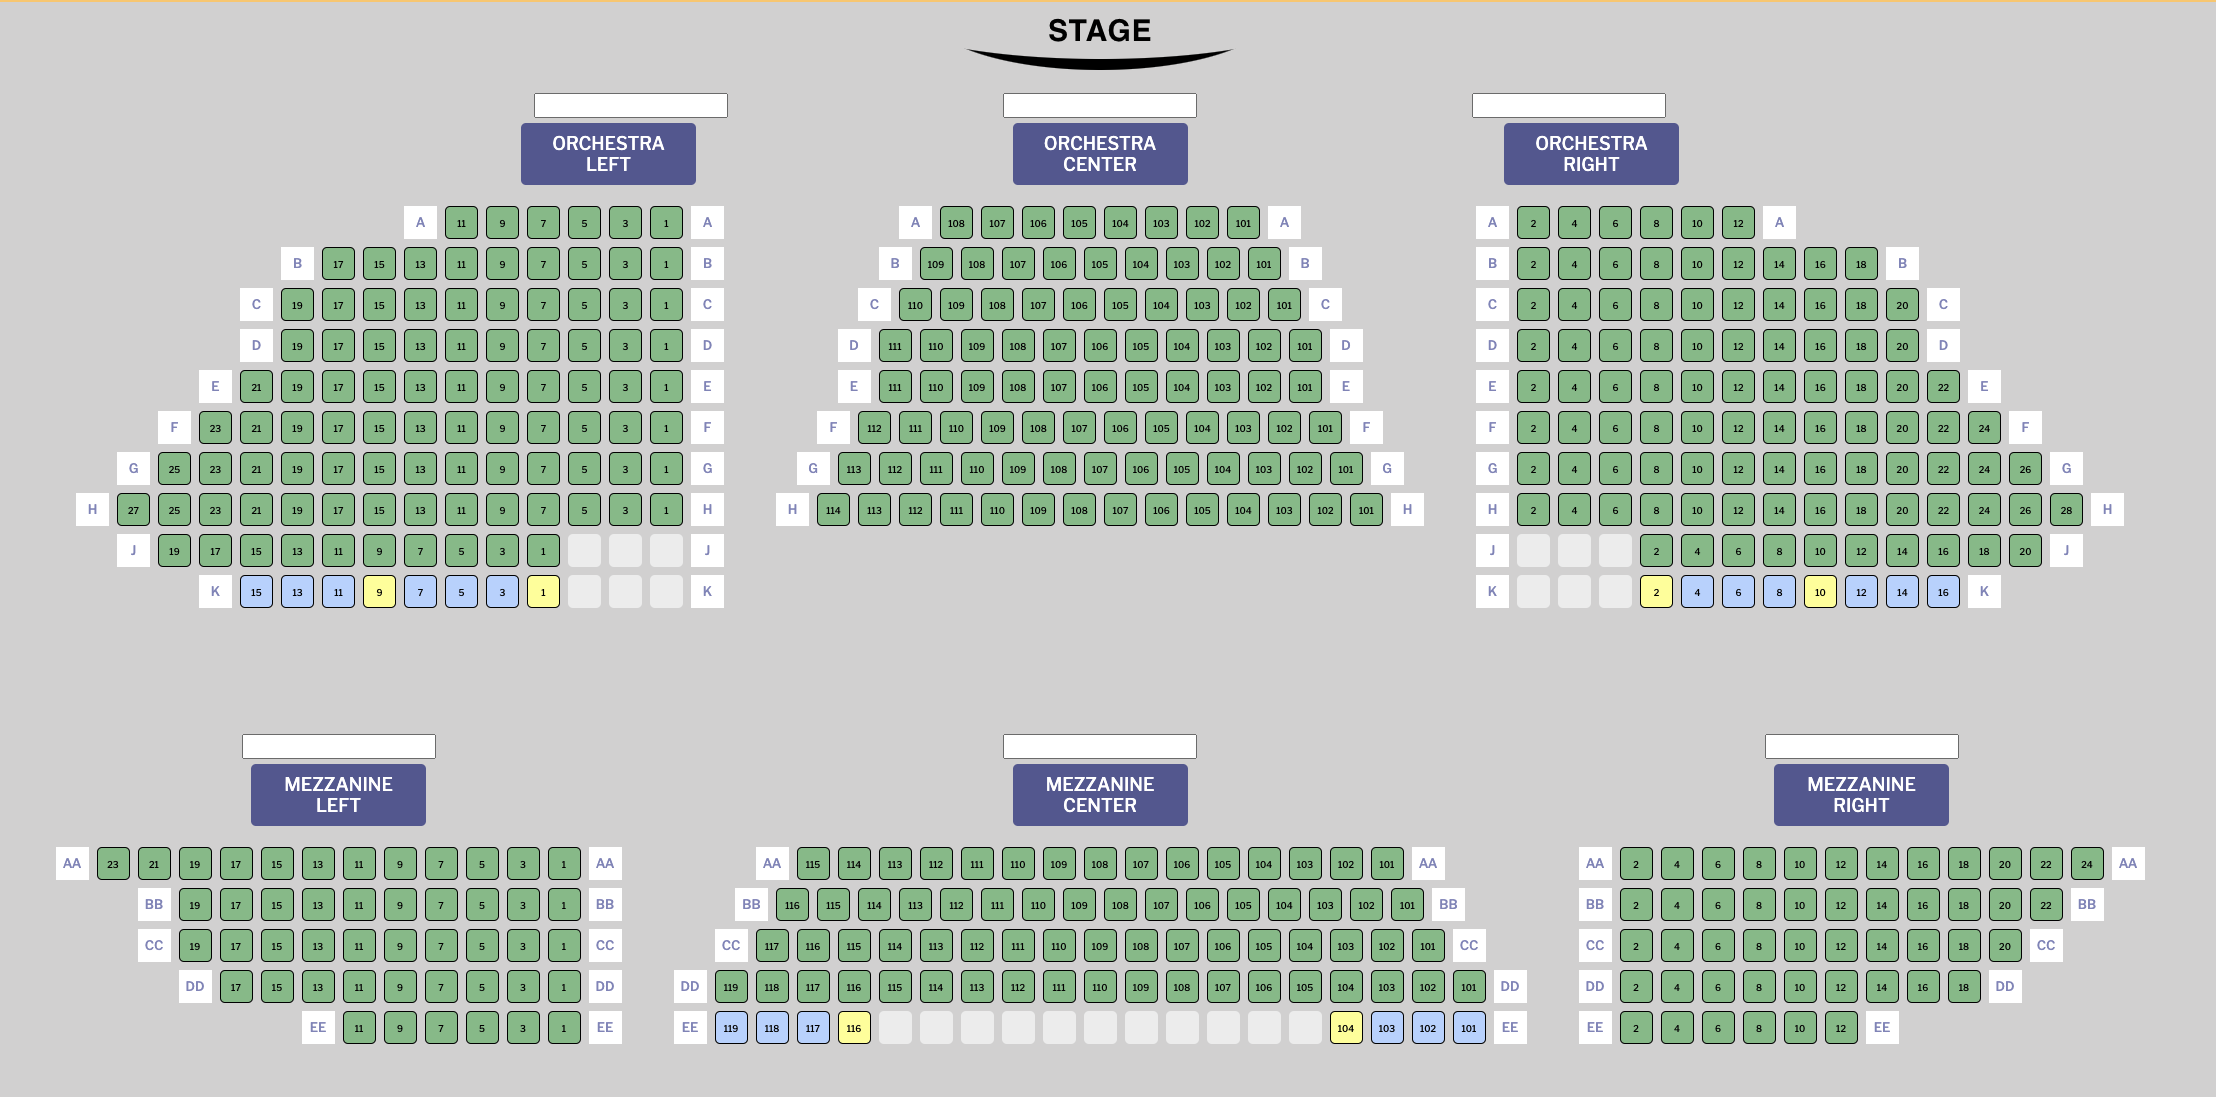 STAGE
ORCHESTRA
LEFT
ORCHESTRA
CENTER
ORCHESTRA
RIGHT
A 11 9 7 5 3 1 A
B 17 15 13 11 9 7 5 3 1 B
C 19 17 15 13 11 9 7 5 3 1 C
D 19 17 15 13 11 9 7 5 3 1 D
E 21 19 17 15 13 11 9 7 5 3 1 E
F 23 21 19 17 15 13 11 9 7 5 3 1 F
G 25 23 21 19 17 15 13 11 9 7 5 3 1 G
H 27 25 23 21 19 17 15 13 11 9 7 5 3 1 H
J 19 17 15 13 11 9 7 5 3 1 J
K 15 13 11 9 7 5 3 1 K
A 108 107 106 105 104 103 102 101 A
B 109 108 107 106 105 104 103 102 101 B
C 110 109 108 107 106 105 104 103 102 101 C
D 111 110 109 108 107 106 105 104 103 102 101 D
E 111 110 109 108 107 106 105 104 103 102 101 E
F 112 111 110 109 108 107 106 105 104 103 102 101 F
G 113 112 111 110 109 108 107 106 105 104 103 102 101 G
H 114 113 112 111 110 109 108 107 106 105 104 103 102 101 H
A 2 4 6 8 10 12 A
B 2 4 6 8 10 12 14 16 18 B
C 2 4 6 8 10 12 14 16 18 20 C
D 2 4 6 8 10 12 14 16 18 20 D
E 2 4 6 8 10 12 14 16 18 20 22 E
F 2 4 6 8 10 12 14 16 18 20 22 24 F
G 2 4 6 8 10 12 14 16 18 20 22 24 26 G
H 2 4 6 8 10 12 14 16 18 20 22 24 26 28 H
J 2 4 6 8 10 12 14 16 18 20 J
K 2 4 6 8 10 12 14 16 K
MEZZANINE
LEFT
MEZZANINE
CENTER
MEZZANINE
RIGHT
AA 23 21 19 17 15 13 11 9 7 5 3 1 AA
BB 19 17 15 13 11 9 7 5 3 1 BB
CC 19 17 15 13 11 9 7 5 3 1 CC
DD 17 15 13 11 9 7 5 3 1 DD
EE 11 9 7 5 3 1 EE
AA 115 114 113 112 111 110 109 108 107 106 105 104 103 102 101 AA
BB 116 115 114 113 112 111 110 109 108 107 106 105 104 103 102 101 BB
CC 117 116 115 114 113 112 111 110 109 108 107 106 105 104 103 102 101 CC
DD 119 118 117 116 115 114 113 112 111 110 109 108 107 106 105 104 103 102 101 DD
EE 119 118 117 116 104 103 102 101 EE
AA 2 4 6 8 10 12 14 16 18 20 22 24 AA
BB 2 4 6 8 10 12 14 16 18 20 22 BB
CC 2 4 6 8 10 12 14 16 18 20 CC
DD 2 4 6 8 10 12 14 16 18 DD
EE 2 4 6 8 10 12 EE